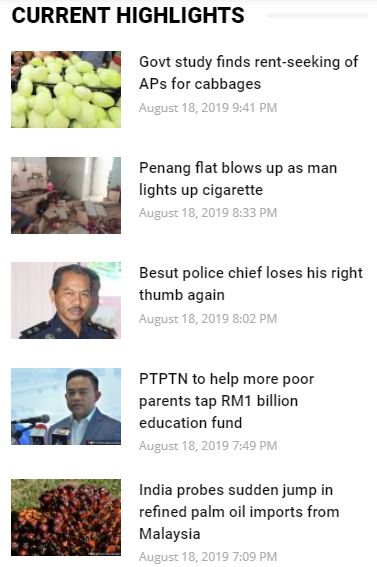 CURRENT HIGHLIGHTS
Govt study finds rent-seeking of
APs for cabbages
August 18, 2019 9:41 PM
Penang flat blows up as man
lights up cigarette
August 18, 2019 8:33 PM
Besut police chief loses his right
thumb again
August 18, 2019 8:02 PM
PTPTN to help more poor
parents tap RM1 billion
education fund
August 18, 2019 7:49 PM
India probes sudden jump in
refined palm oil imports from
Malaysia
August 18, 2019 7:09 PM